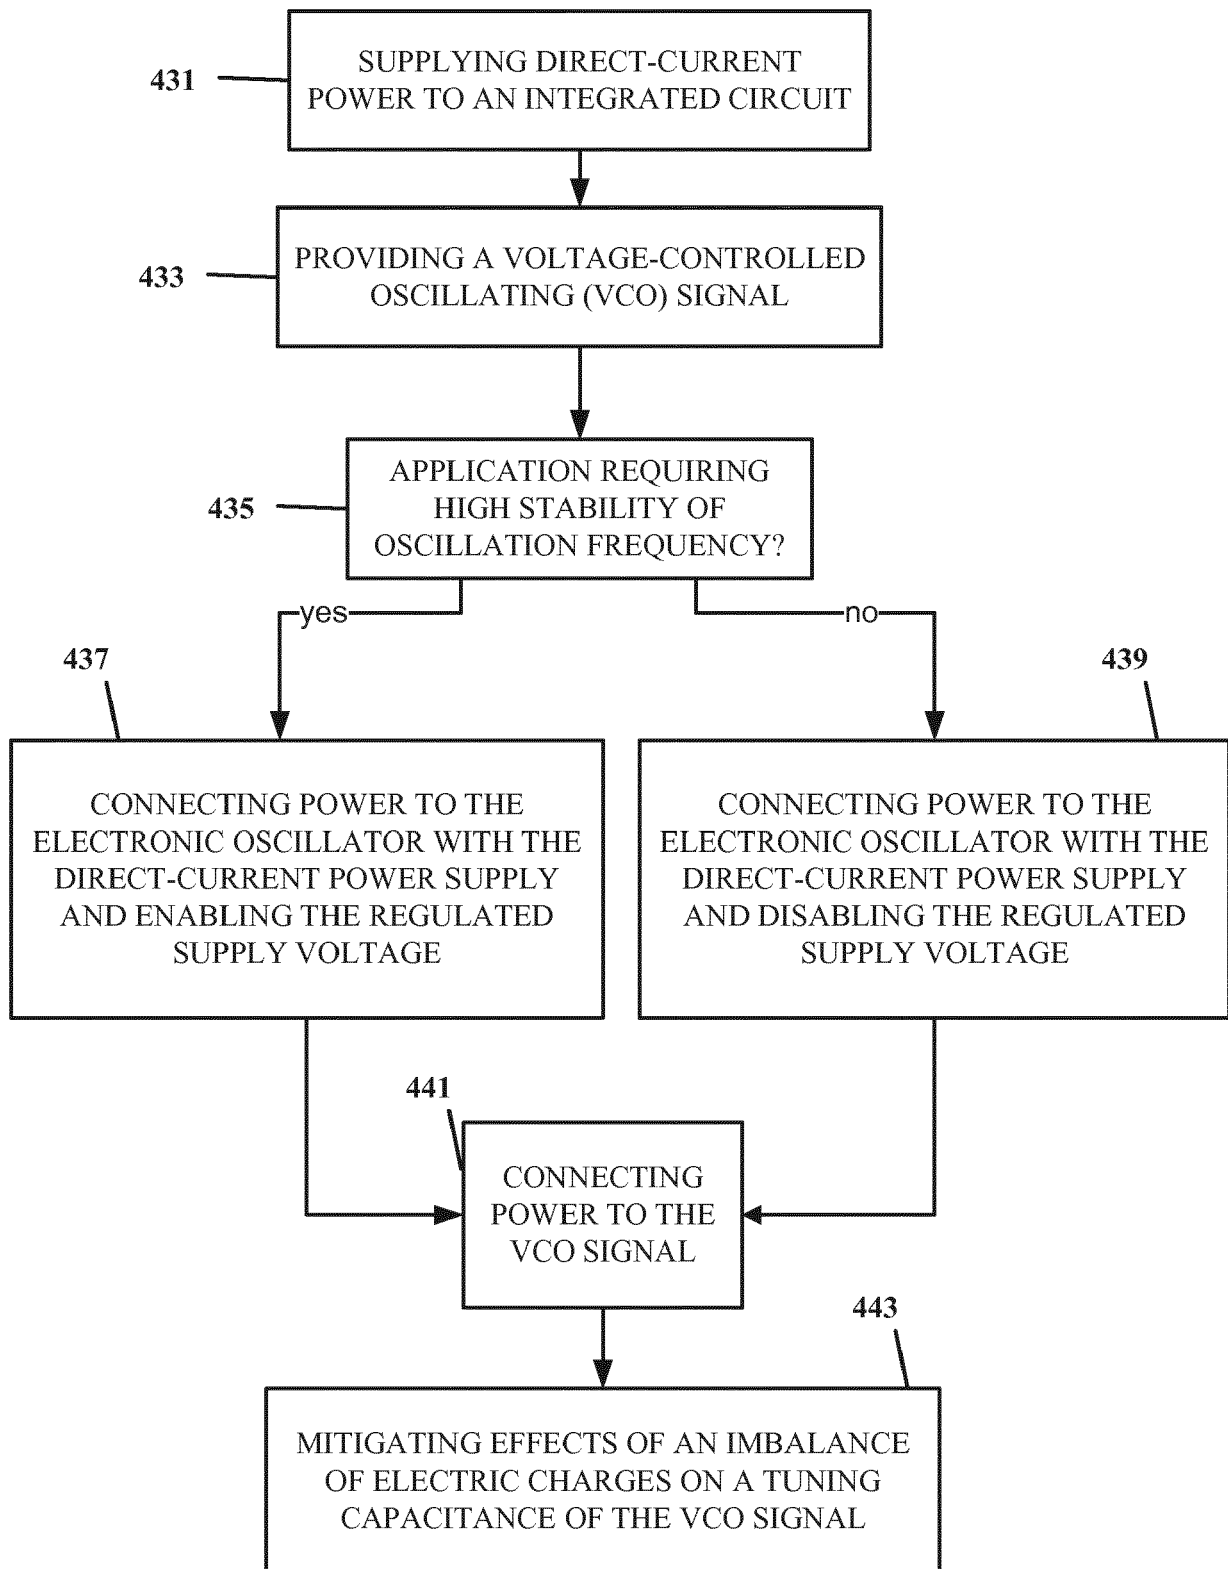 431
SUPPLYING DIRECT-CURRENT
POWER TO AN INTEGRATED CIRCUIT
433
PROVIDING A VOLTAGE-CONTROLLED
OSCILLATING (VCO) SIGNAL
435
APPLICATION REQUIRING
HIGH STABILITY OF
OSCILLATION FREQUENCY?
yes
no
437
CONNECTING POWER TO THE
ELECTRONIC OSCILLATOR WITH THE
DIRECT-CURRENT POWER SUPPLY
AND ENABLING THE REGULATED
SUPPLY VOLTAGE
439
CONNECTING POWER TO THE
ELECTRONIC OSCILLATOR WITH THE
DIRECT-CURRENT POWER SUPPLY
AND DISABLING THE REGULATED
SUPPLY VOLTAGE
441
CONNECTING
POWER TO THE
VCO SIGNAL
443
MITIGATING EFFECTS OF AN IMBALANCE
OF ELECTRIC CHARGES ON A TUNING
CAPACITANCE OF THE VCO SIGNAL